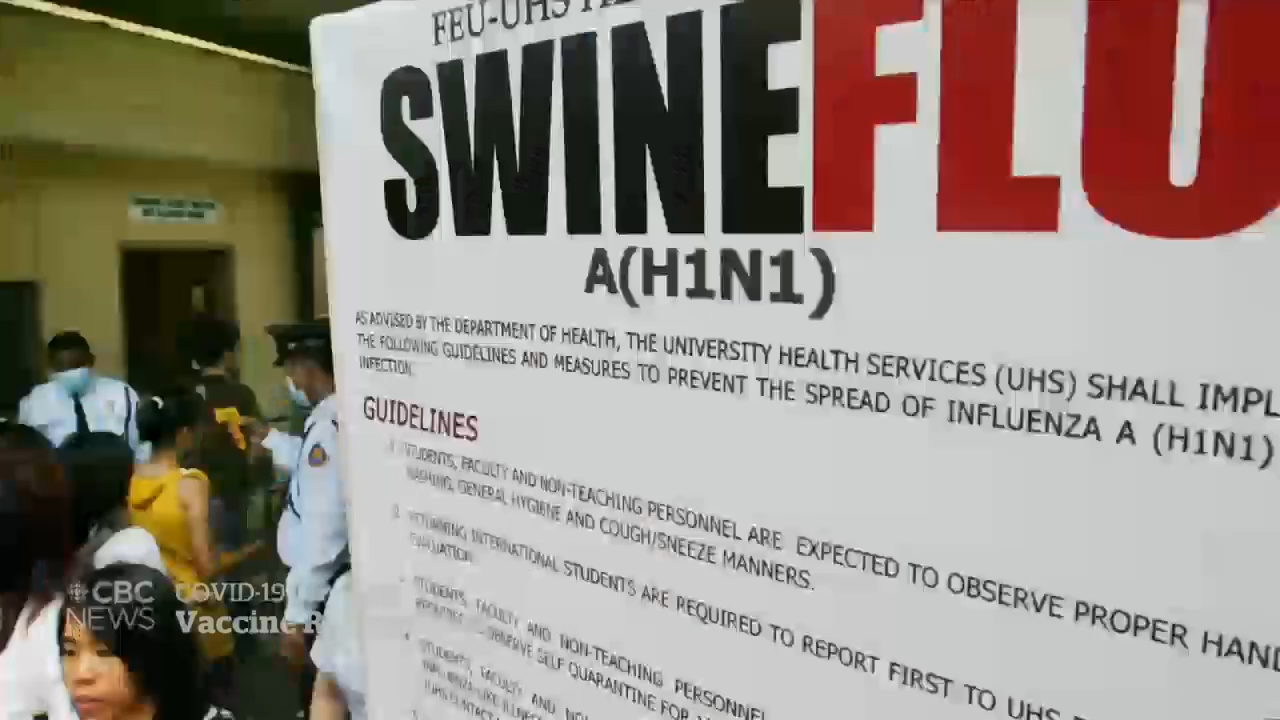 FEU-UHS
SWINEFLU
A(H1N1)
AS ADVISED BY THE DEPARTMENT OF HEALTH, THE UNIVERSITY HEALTH SERVICES (UHS) SHALL IMPL
THE FOLLOWING GUIDELINES AND MEASURES TO PREVENT THE SPREAD OF INFLUENZA A (H1N1)
INFECTION.
GUIDELINES
STUDENTS, FACULTY AND NON-TEACHING PERSONNEL ARE EXPECTED TO OBSERVE PROPER HAND
WASHING, GENERAL HYGIENE AND COUGH/SNEEZE MANNERS.
RETURNING INTERNATIONAL STUDENTS ARE REQUIRED TO REPORT FIRST TO UHS
EVALUATION.
STUDENTS, FACULTY AND NON-TEACHING PERSONNEL
OBSERVE SELF QUARANTINE FOR
STUDENTS, FACULTY AND
CBC NEWS
COVID-19
Vaccine R